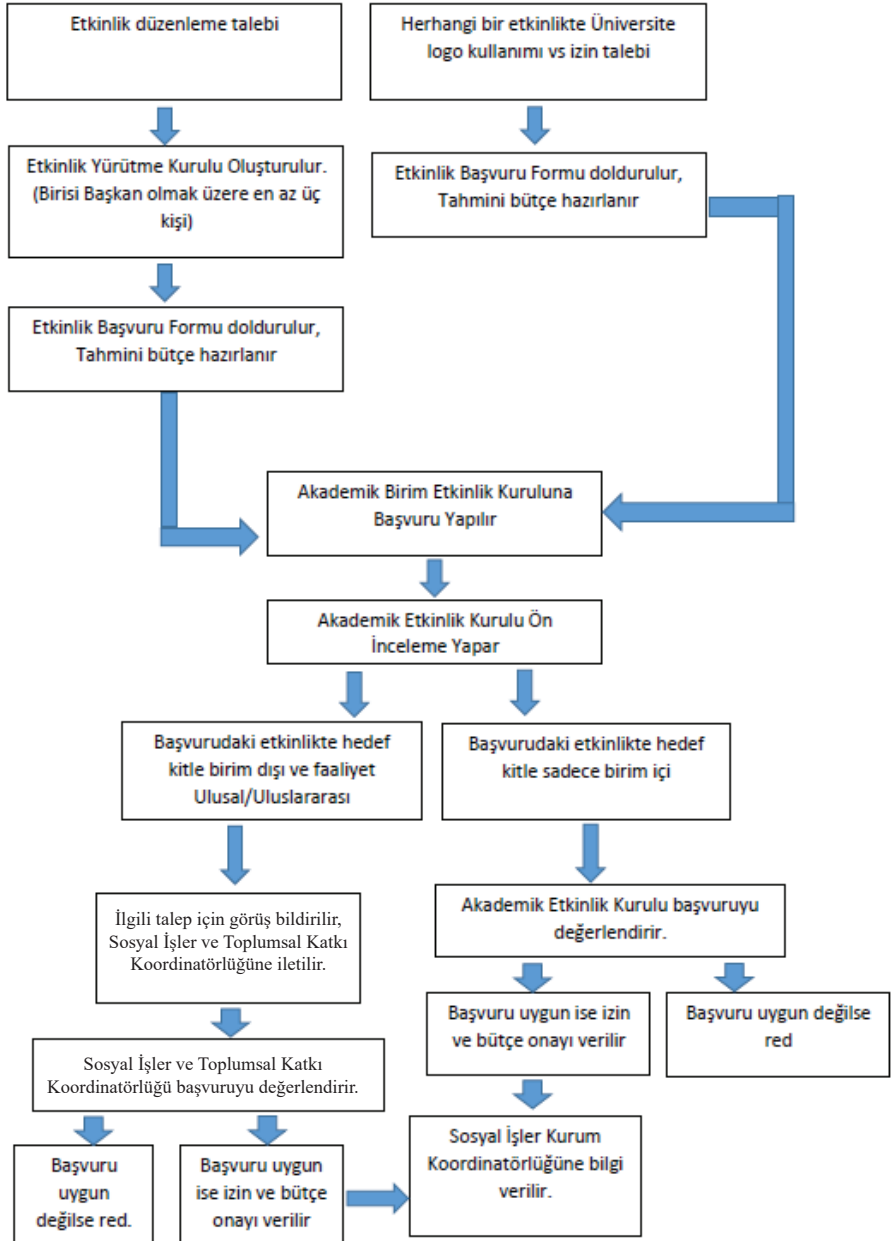 Etkinlik düzenleme talebi
Herhangi bir etkinlikte Üniversite
logo kullanımı vs izin talebi
Etkinlik Yürütme Kurulu Oluşturulur.
(Birisi Başkan olmak üzere en az üç
kişi)
Etkinlik Başvuru Formu doldurulur,
Tahmini bütçe hazırlanır
Etkinlik Başvuru Formu doldurulur,
Tahmini bütçe hazırlanır
Akademik Birim Etkinlik Kuruluna
Başvuru Yapılır
Akademik Etkinlik Kurulu Ön
İnceleme Yapar
Başvurudaki etkinlikte hedef
kitle birim dışı ve faaliyet
Ulusal/Uluslararası
Başvurudaki etkinlikte hedef
kitle sadece birim içi
İlgili talep için görüş bildirilir,
Sosyal İşler ve Toplumsal Katkı
Koordinatörlüğüne iletilir.
Akademik Etkinlik Kurulu başvuruyu
değerlendirir.
Başvuru uygun ise izin
ve bütçe onayı verilir
Başvuru uygun değilse
red
Sosyal İşler ve Toplumsal Katkı
Koordinatörlüğü başvuruyu değerlendirir.
Başvuru
uygun
değilse red.
Başvuru uygun
ise izin ve bütçe
onayı verilir
Sosyal İşler Kurum
Koordinatörlüğüne bilgi
verilir.